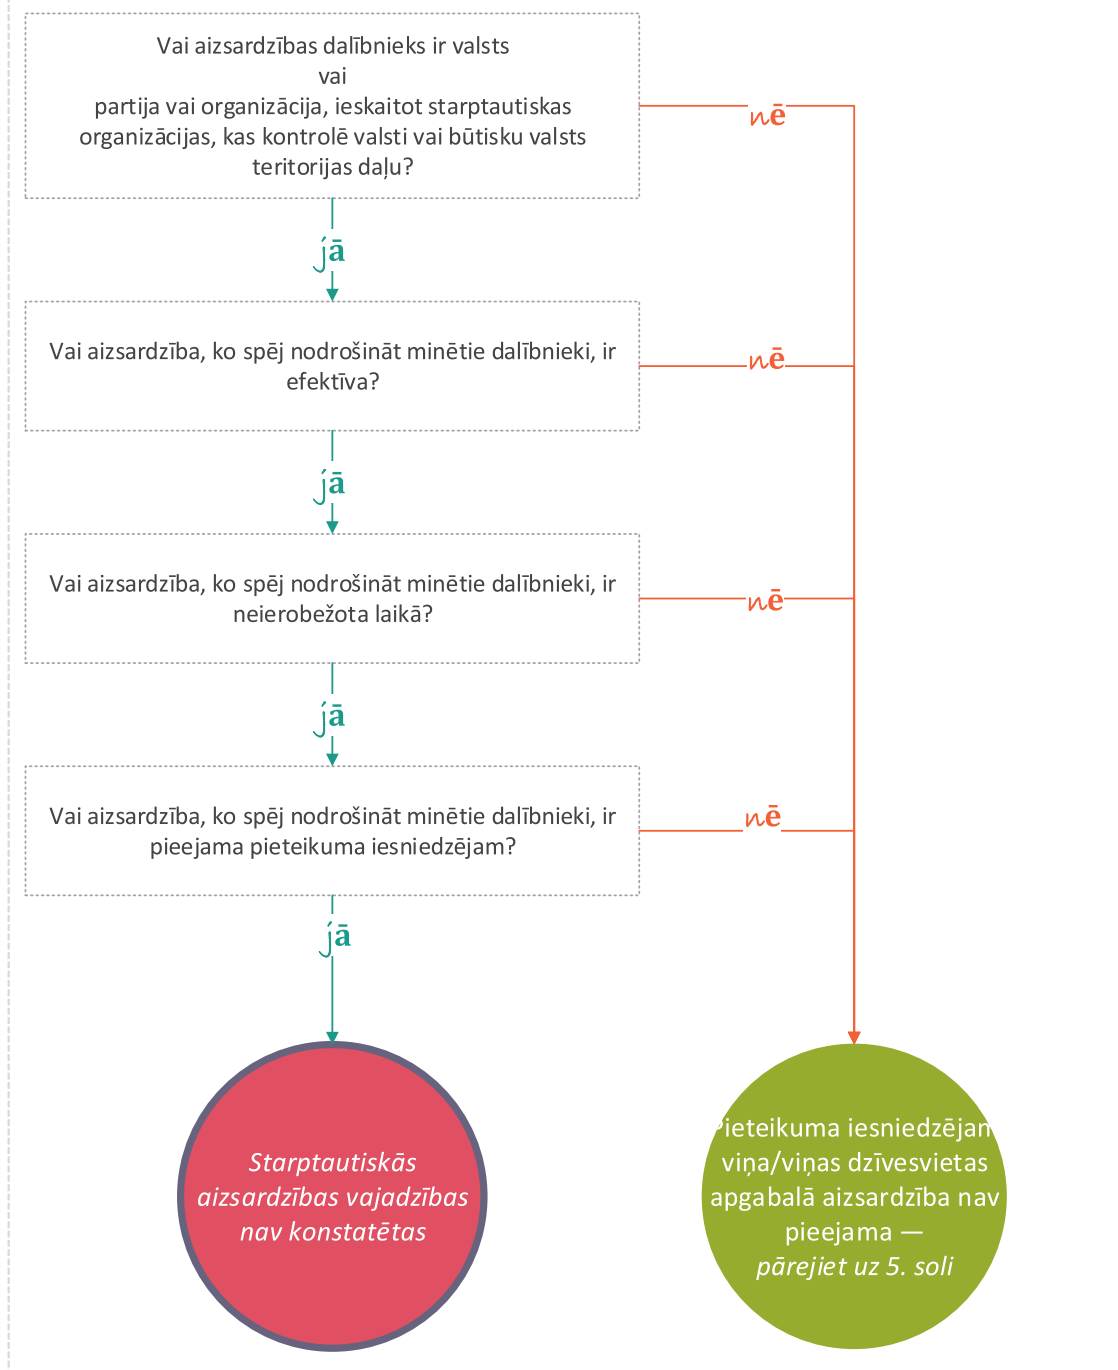 Vai aizsardzības dalībnieks ir valsts
vai
partija vai organizācija, ieskaitot starptautiskas
organizācijas, kas kontrolē valsti vai būtisku valsts
teritorijas daļu?
nē
jā
Vai aizsardzība, ko spēj nodrošināt minētie dalībnieki, ir
efektīva?
nē
jā
Vai aizsardzība, ko spēj nodrošināt minētie dalībnieki, ir
neierobežota laikā?
nē
jā
Vai aizsardzība, ko spēj nodrošināt minētie dalībnieki, ir
pieejama pieteikuma iesniedzējam?
nē
jā
Starptautiskās
aizsardzības vajadzības
nav konstatētas
Pieteikuma iesniedzējam
viņa/viņas dzīvesvietas
apgabalā aizsardzība nav
pieejama —
pārejiet uz 5. soli